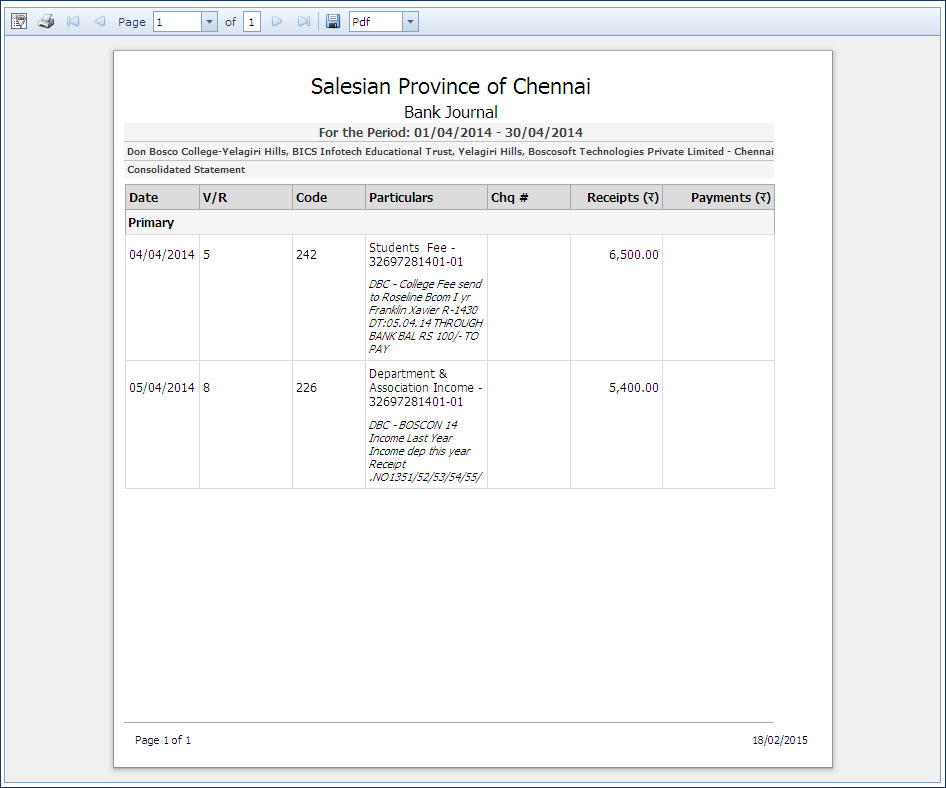 Page 1 of 1 Pdf
Salesian Province of Chennai
Bank Journal
For the Period: 01/04/2014 - 30/04/2014
Don Bosco College-Yelagiri Hills, BICS Infotech Educational Trust, Yelagiri Hills, Boscosoft Technologies Private Limited - Chennai
Consolidated Statement
Date V/R Code Particulars Chq # Receipts (₹) Payments (₹)
Primary
04/04/2014 5 242 Students Fee - 6,500.00
32697281401-01
DBC - College Fee send
to Roseline Bcom I yr
Franklin Xavier R-1430
DT:05.04.14 THROUGH
BANK BAL RS 100/- TO
PAY
Department &
05/04/2014 8 226 Association Income - 5,400.00
32697281401-01
DBC - BOSCON 14
Income Last Year
Income dep this year
Receipt
.NO1351/52/53/54/55/
Page 1 of 1 18/02/2015